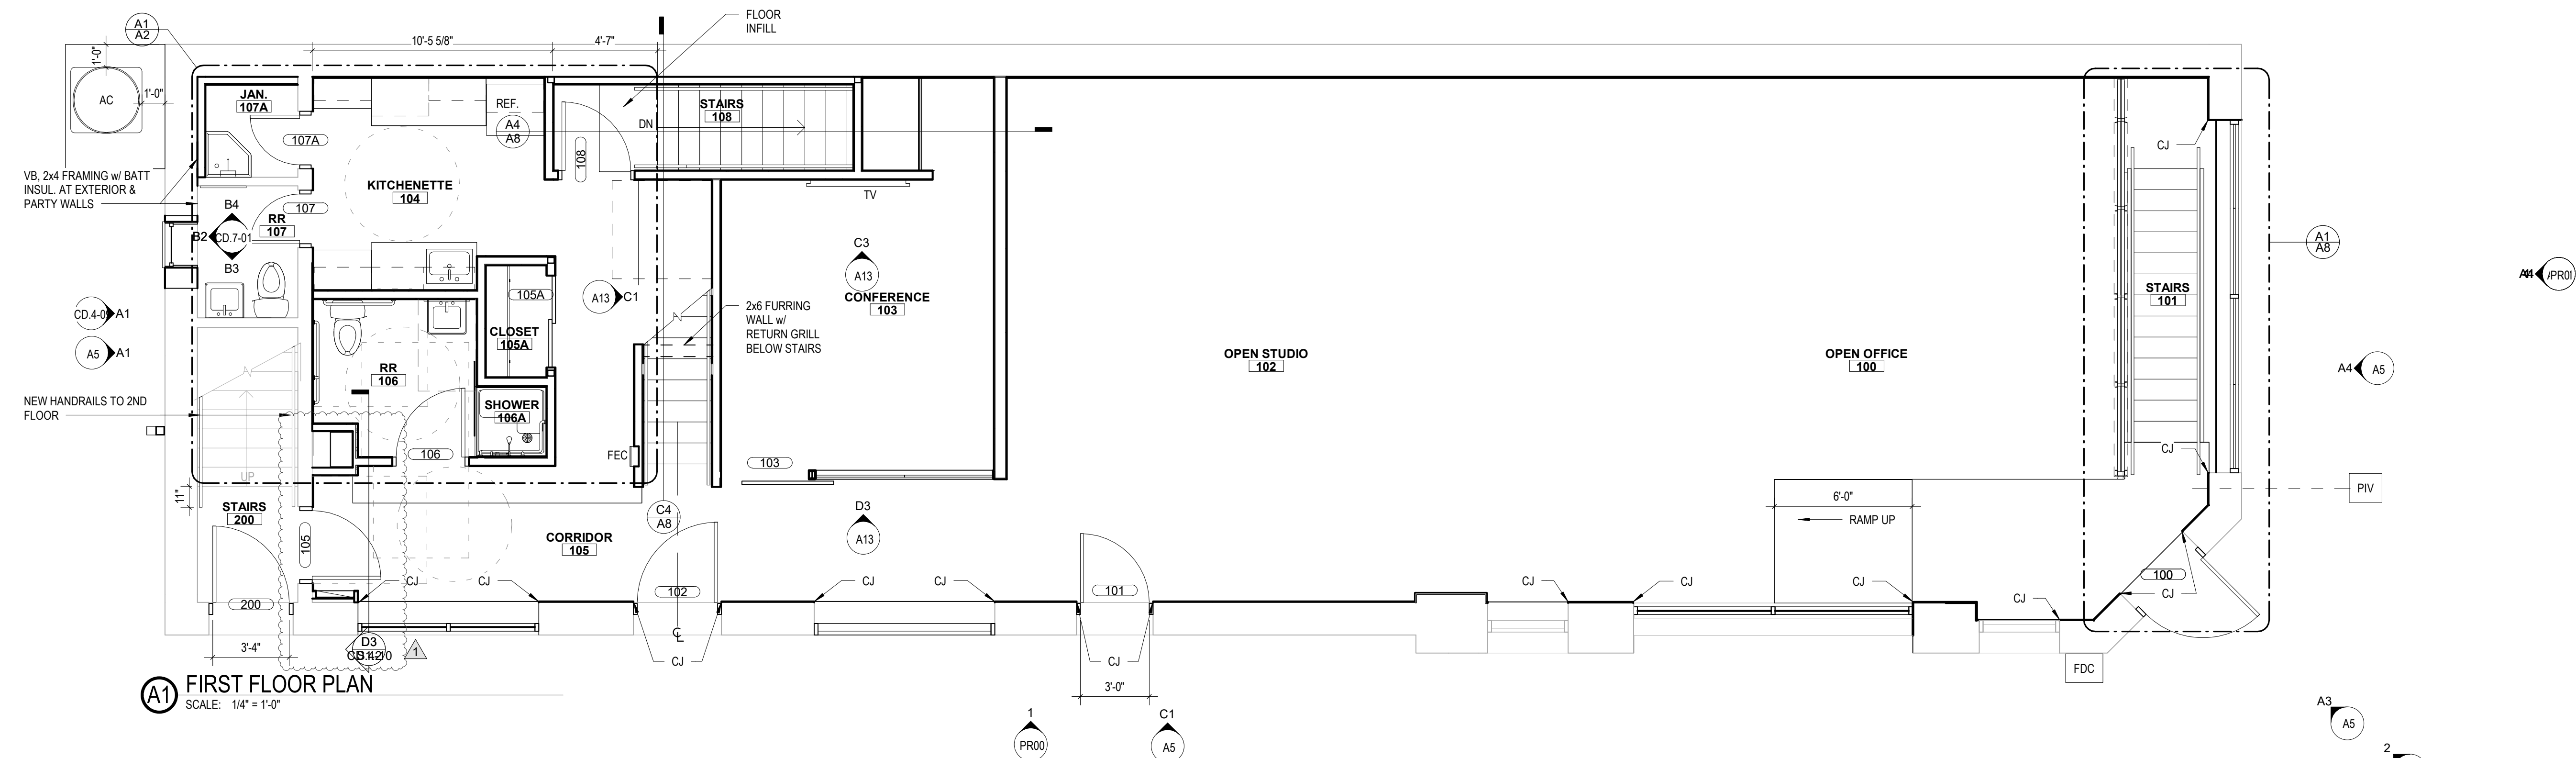 A1
A2
FLOOR
INFILL
10'-5 5/8"
4'-7"
1'-0"
AC
1'-0"
JAN.
107A
REF.
A4
A8
STAIRS
108
DN
107A
108
CJ
VB, 2x4 FRAMING w/ BATT
INSUL. AT EXTERIOR &
PARTY WALLS
KITCHENETTE
104
TV
B4
107
RR
107
B2
CD.7-01
B3
C3
A13
A1
A8
A4
STAIRS
101
A13
C1
105A
CONFERENCE
103
CD.4-0
A1
2x6 FURRING
WALL w/
RETURN GRILL
BELOW STAIRS
CLOSET
105A
A5
A1
OPEN STUDIO
102
OPEN OFFICE
100
RR
106
A4
A5
NEW HANDRAILS TO 2ND
FLOOR
SHOWER
106A
CJ
106
FEC
103
UP
11"
PIV
6'-0"
STAIRS
200
C4
A8
D3
A13
RAMP UP
105
CORRIDOR
105
CJ
CJ
CJ
CJ
CJ
CJ
CJ
100
102
101
CJ
200
CJ
CL
3'-4"
D3
1
CJ
CJ
FDC
A1
FIRST FLOOR PLAN
SCALE: 1/4" = 1'-0"
3'-0"
1
PR00
C1
A5
A3
A5
2